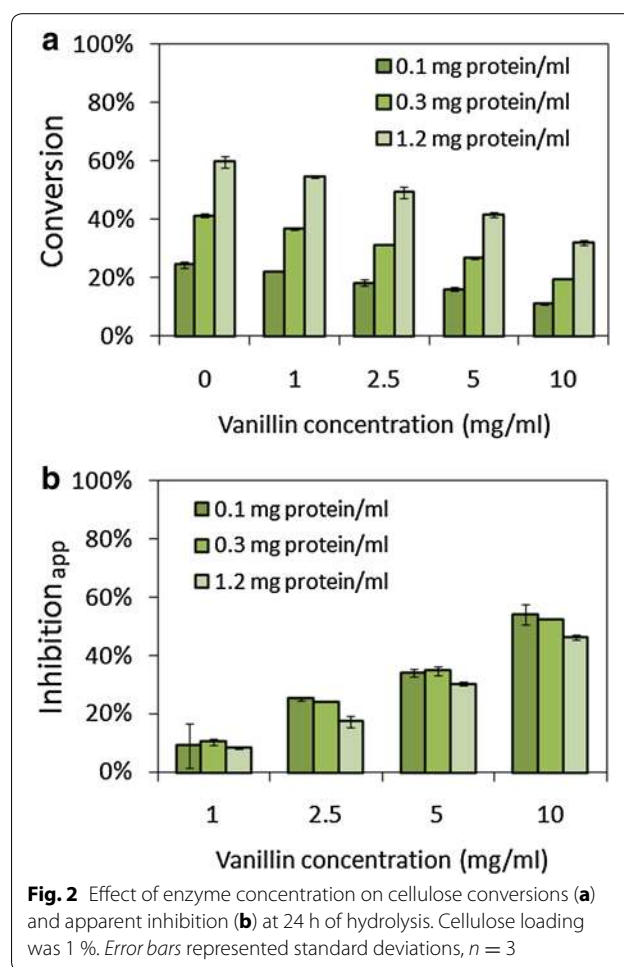 a
100%
80%
60%
40%
20%
0%
Conversion
0.1 mg protein/ml
0.3 mg protein/ml
1.2 mg protein/ml
0 1 2.5 5 10
Vanillin concentration (mg/ml)
b
100%
80%
60%
40%
20%
0%
Inhibition app
0.1 mg protein/ml
0.3 mg protein/ml
1.2 mg protein/ml
1 2.5 5 10
Vanillin concentration (mg/ml)
Fig. 2 Effect of enzyme concentration on cellulose conversions (a)
and apparent inhibition (b) at 24 h of hydrolysis. Cellulose loading
was 1 %. Error bars represented standard deviations, n = 3